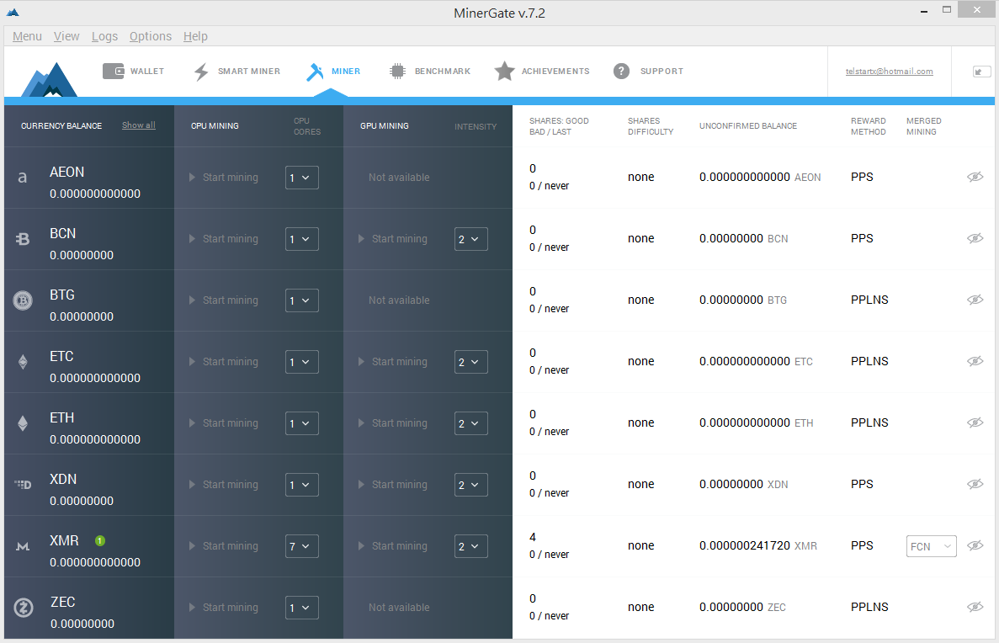 MinerGate v.7.2
Menu View Logs Options Help
WALLET SMART MINER MINER BENCHMARK ACHIEVEMENTS ? SUPPORT telstartx@hotmail.com
CURRENCY BALANCE Show all CPU MINING CPU CORES GPU MINING INTENSITY SHARES: GOOD BAD / LAST SHARES DIFFICULTY UNCONFIRMED BALANCE REWARD METHOD MERGED MINING
a AEON Start mining 1 Not available 0 none 0.000000000000 AEON PPS
0.000000000000 0 / never
BCN Start mining 1 Start mining 2 0 none 0.00000000 BCN PPS
0.00000000 0 / never
BTG Start mining 1 Not available 0 none 0.00000000 BTG PPLNS
0.00000000 0 / never
ETC Start mining 1 Start mining 2 0 none 0.000000000000 ETC PPLNS
0.000000000000 0 / never
ETH Start mining 1 Start mining 2 0 none 0.000000000000 ETH PPLNS
0.000000000000 0 / never
D XDN Start mining 1 Start mining 2 0 none 0.00000000 XDN PPS
0.00000000 0 / never
XMR 1 Start mining 7 Start mining 2 4 none 0.000000241720 XMR PPS FCN
0.000000000000 0 / never
ZEC Start mining 1 Not available 0 none 0.00000000 ZEC PPLNS
0.00000000 0 / never